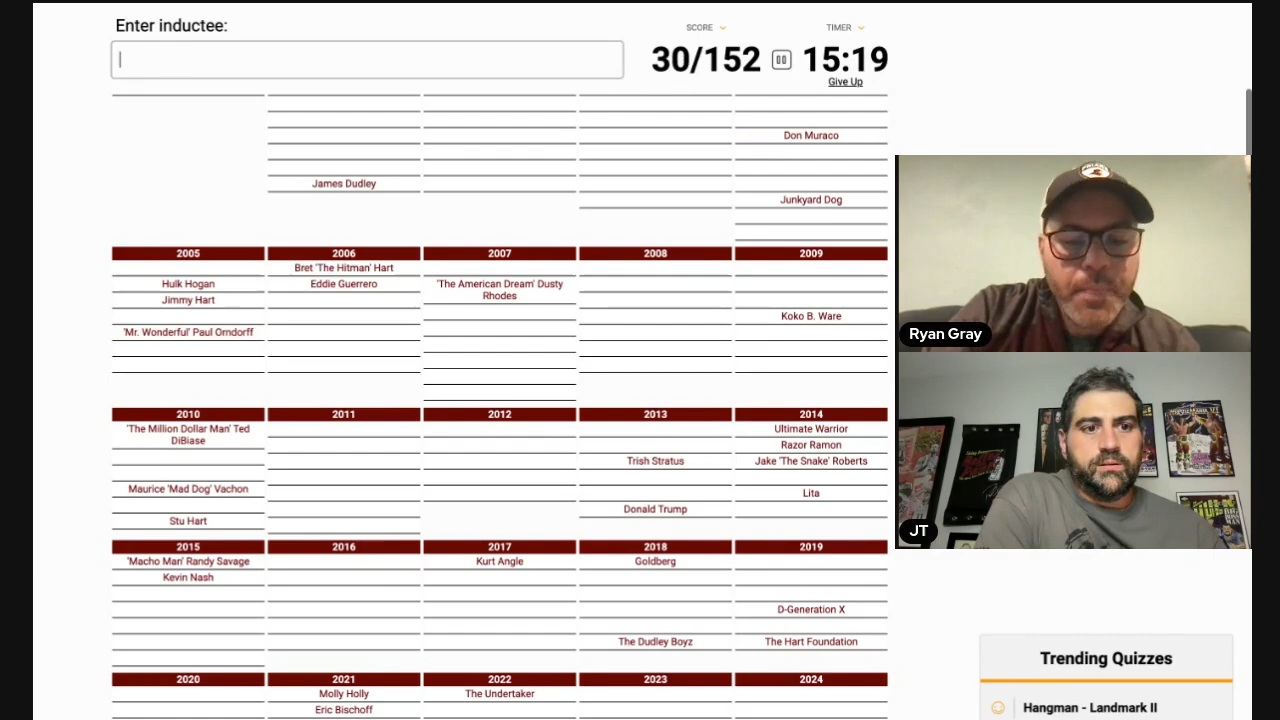 Enter inductee:
SCORE
TIMER
30/152
15:19
Give Up
Don Muraco
James Dudley
Junkyard Dog
2005 2006 2007 2008 2009
Bret 'The Hitman' Hart
Hulk Hogan Eddie Guerrero 'The American Dream' Dusty
Rhodes
Jimmy Hart
Koko B. Ware
'Mr. Wonderful' Paul Orndorff
2010 2011 2012 2013 2014
'The Million Dollar Man' Ted
DiBiase
Ultimate Warrior
Razor Ramon
Trish Stratus Jake 'The Snake' Roberts
Maurice 'Mad Dog' Vachon
Lita
Donald Trump
Stu Hart
2015 2016 2017 2018 2019
'Macho Man' Randy Savage Kurt Angle Goldberg
Kevin Nash
D-Generation X
The Dudley Boyz The Hart Foundation
2020 2021 2022 2023 2024
Molly Holly The Undertaker
Eric Bischoff
Ryan Gray
JT
Trending Quizzes
Hangman - Landmark II